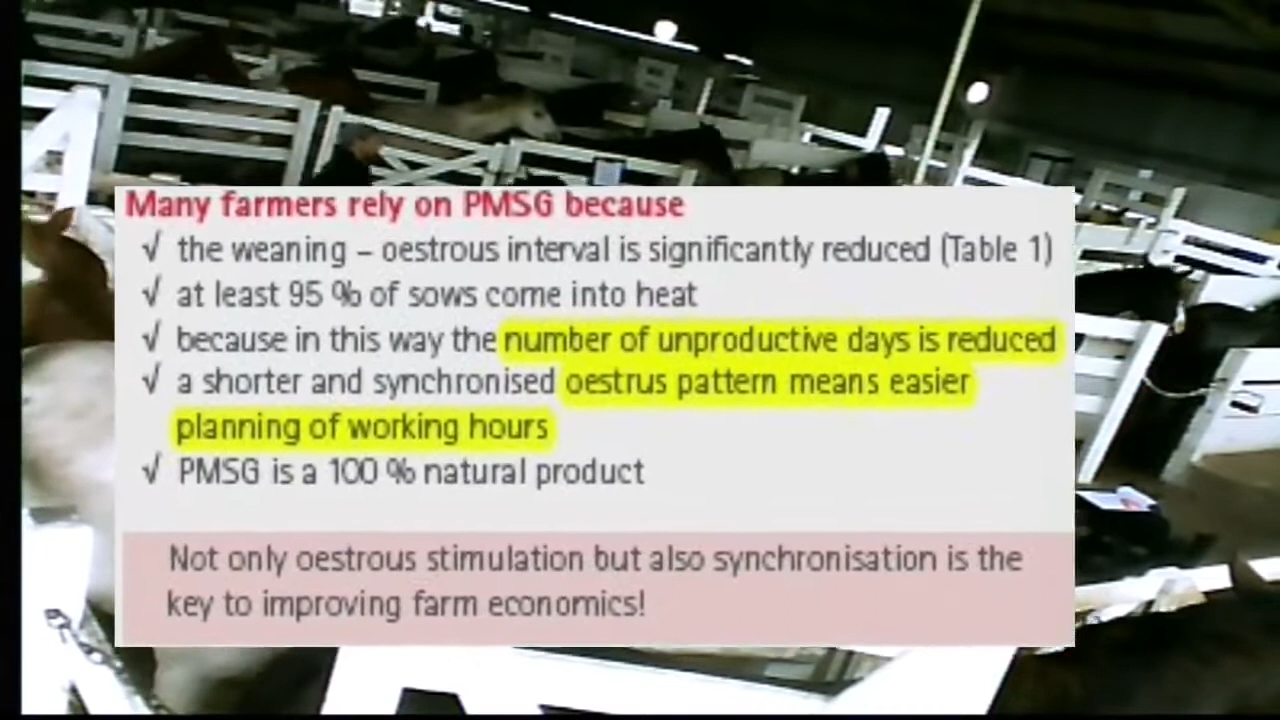 Many farmers rely on PMSG because
√ the weaning – oestrous interval is significantly reduced (Table 1)
√ at least 95 % of sows come into heat
√ because in this way the number of unproductive days is reduced
√ a shorter and synchronised oestrus pattern means easier
planning of working hours
√ PMSG is a 100 % natural product
Not only oestrous stimulation but also synchronisation is the
key to improving farm economics!